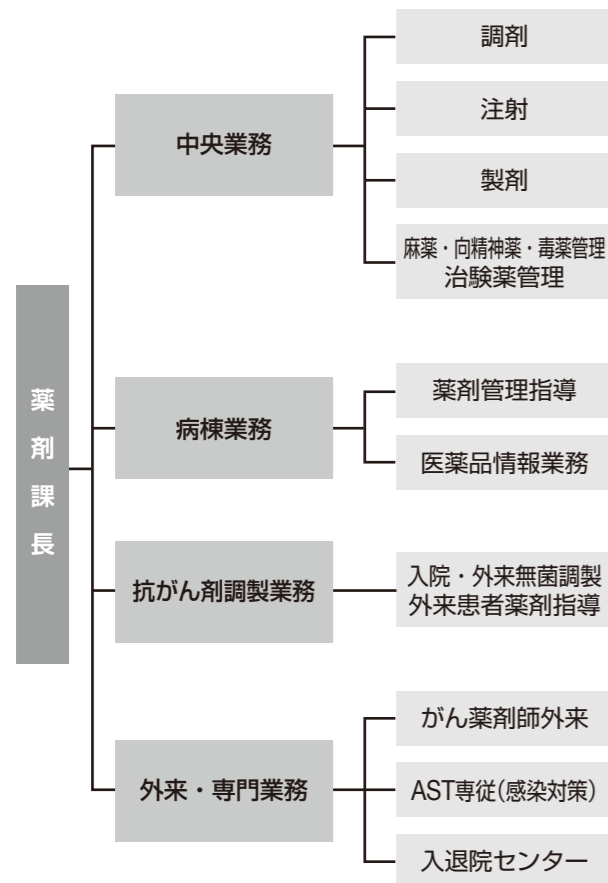 薬剤課長
中央業務
調剤
注射
製剤
麻薬・向精神薬・毒薬管理
治験薬管理
病棟業務
薬剤管理指導
医薬品情報業務
抗がん剤調製業務
入院・外来無菌調製
外来患者薬剤指導
外来・専門業務
がん薬剤師外来
AST専従(感染対策)
入退院センター